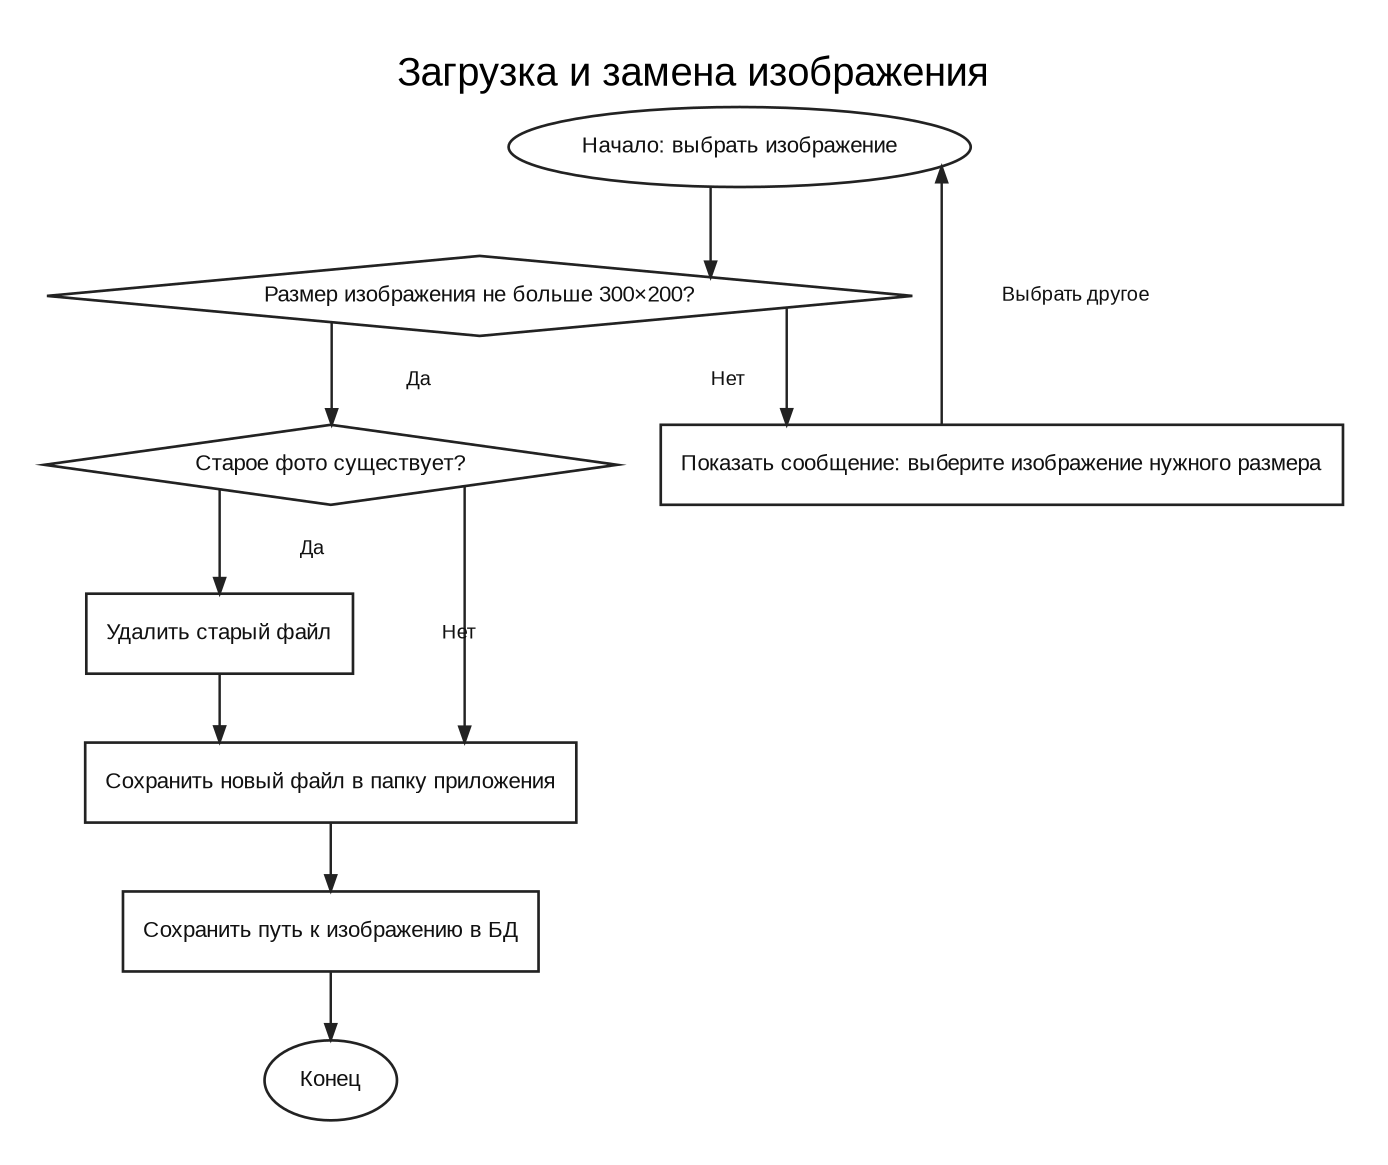 Загрузка и замена изображения
Начало: выбрать изображение
Размер изображения не больше 300×200?
Выбрать другое
Да
Нет
Старое фото существует?
Показать сообщение: выберите изображение нужного размера
Да
Удалить старый файл
Нет
Сохранить новый файл в папку приложения
Сохранить путь к изображению в БД
Конец